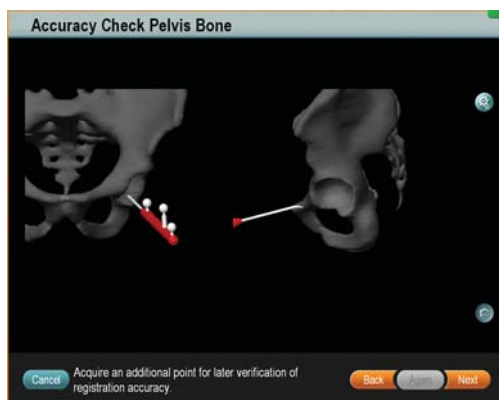 Accuracy Check Pelvis Bone
Cancel
Acquire an additional point for later verification of
registration accuracy.
Back
Again
Next